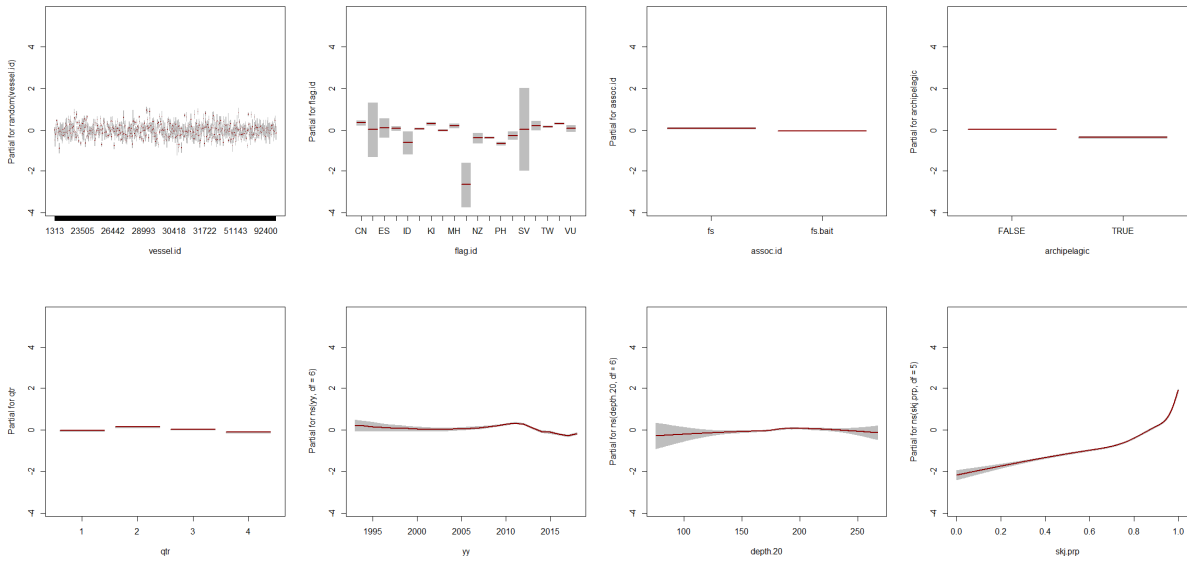 Partial for random(vessel.id)
4
2
0
-2
-4
1313 23505 26442 28993 30418 31722 51143 92400
vessel.id
Partial for flag.id
4
2
0
-2
-4
CN ES ID KI MH NZ PH SV TW VU
flag.id
Partial for assoc.id
4
2
0
-2
-4
fs fs.bait
assoc.id
Partial for archipelagic
4
2
0
-2
-4
FALSE TRUE
archipelagic
Partial for qtr
4
2
0
-2
-4
1 2 3 4
qtr
Partial for ns(yy, df = 6)
4
2
0
-2
-4
1995 2000 2005 2010 2015
yy
Partial for ns(depth.20, df = 6)
4
2
0
-2
-4
100 150 200 250
depth.20
Partial for ns(skj.prp, df = 5)
4
2
0
-2
-4
0.0 0.2 0.4 0.6 0.8 1.0
skj.prp